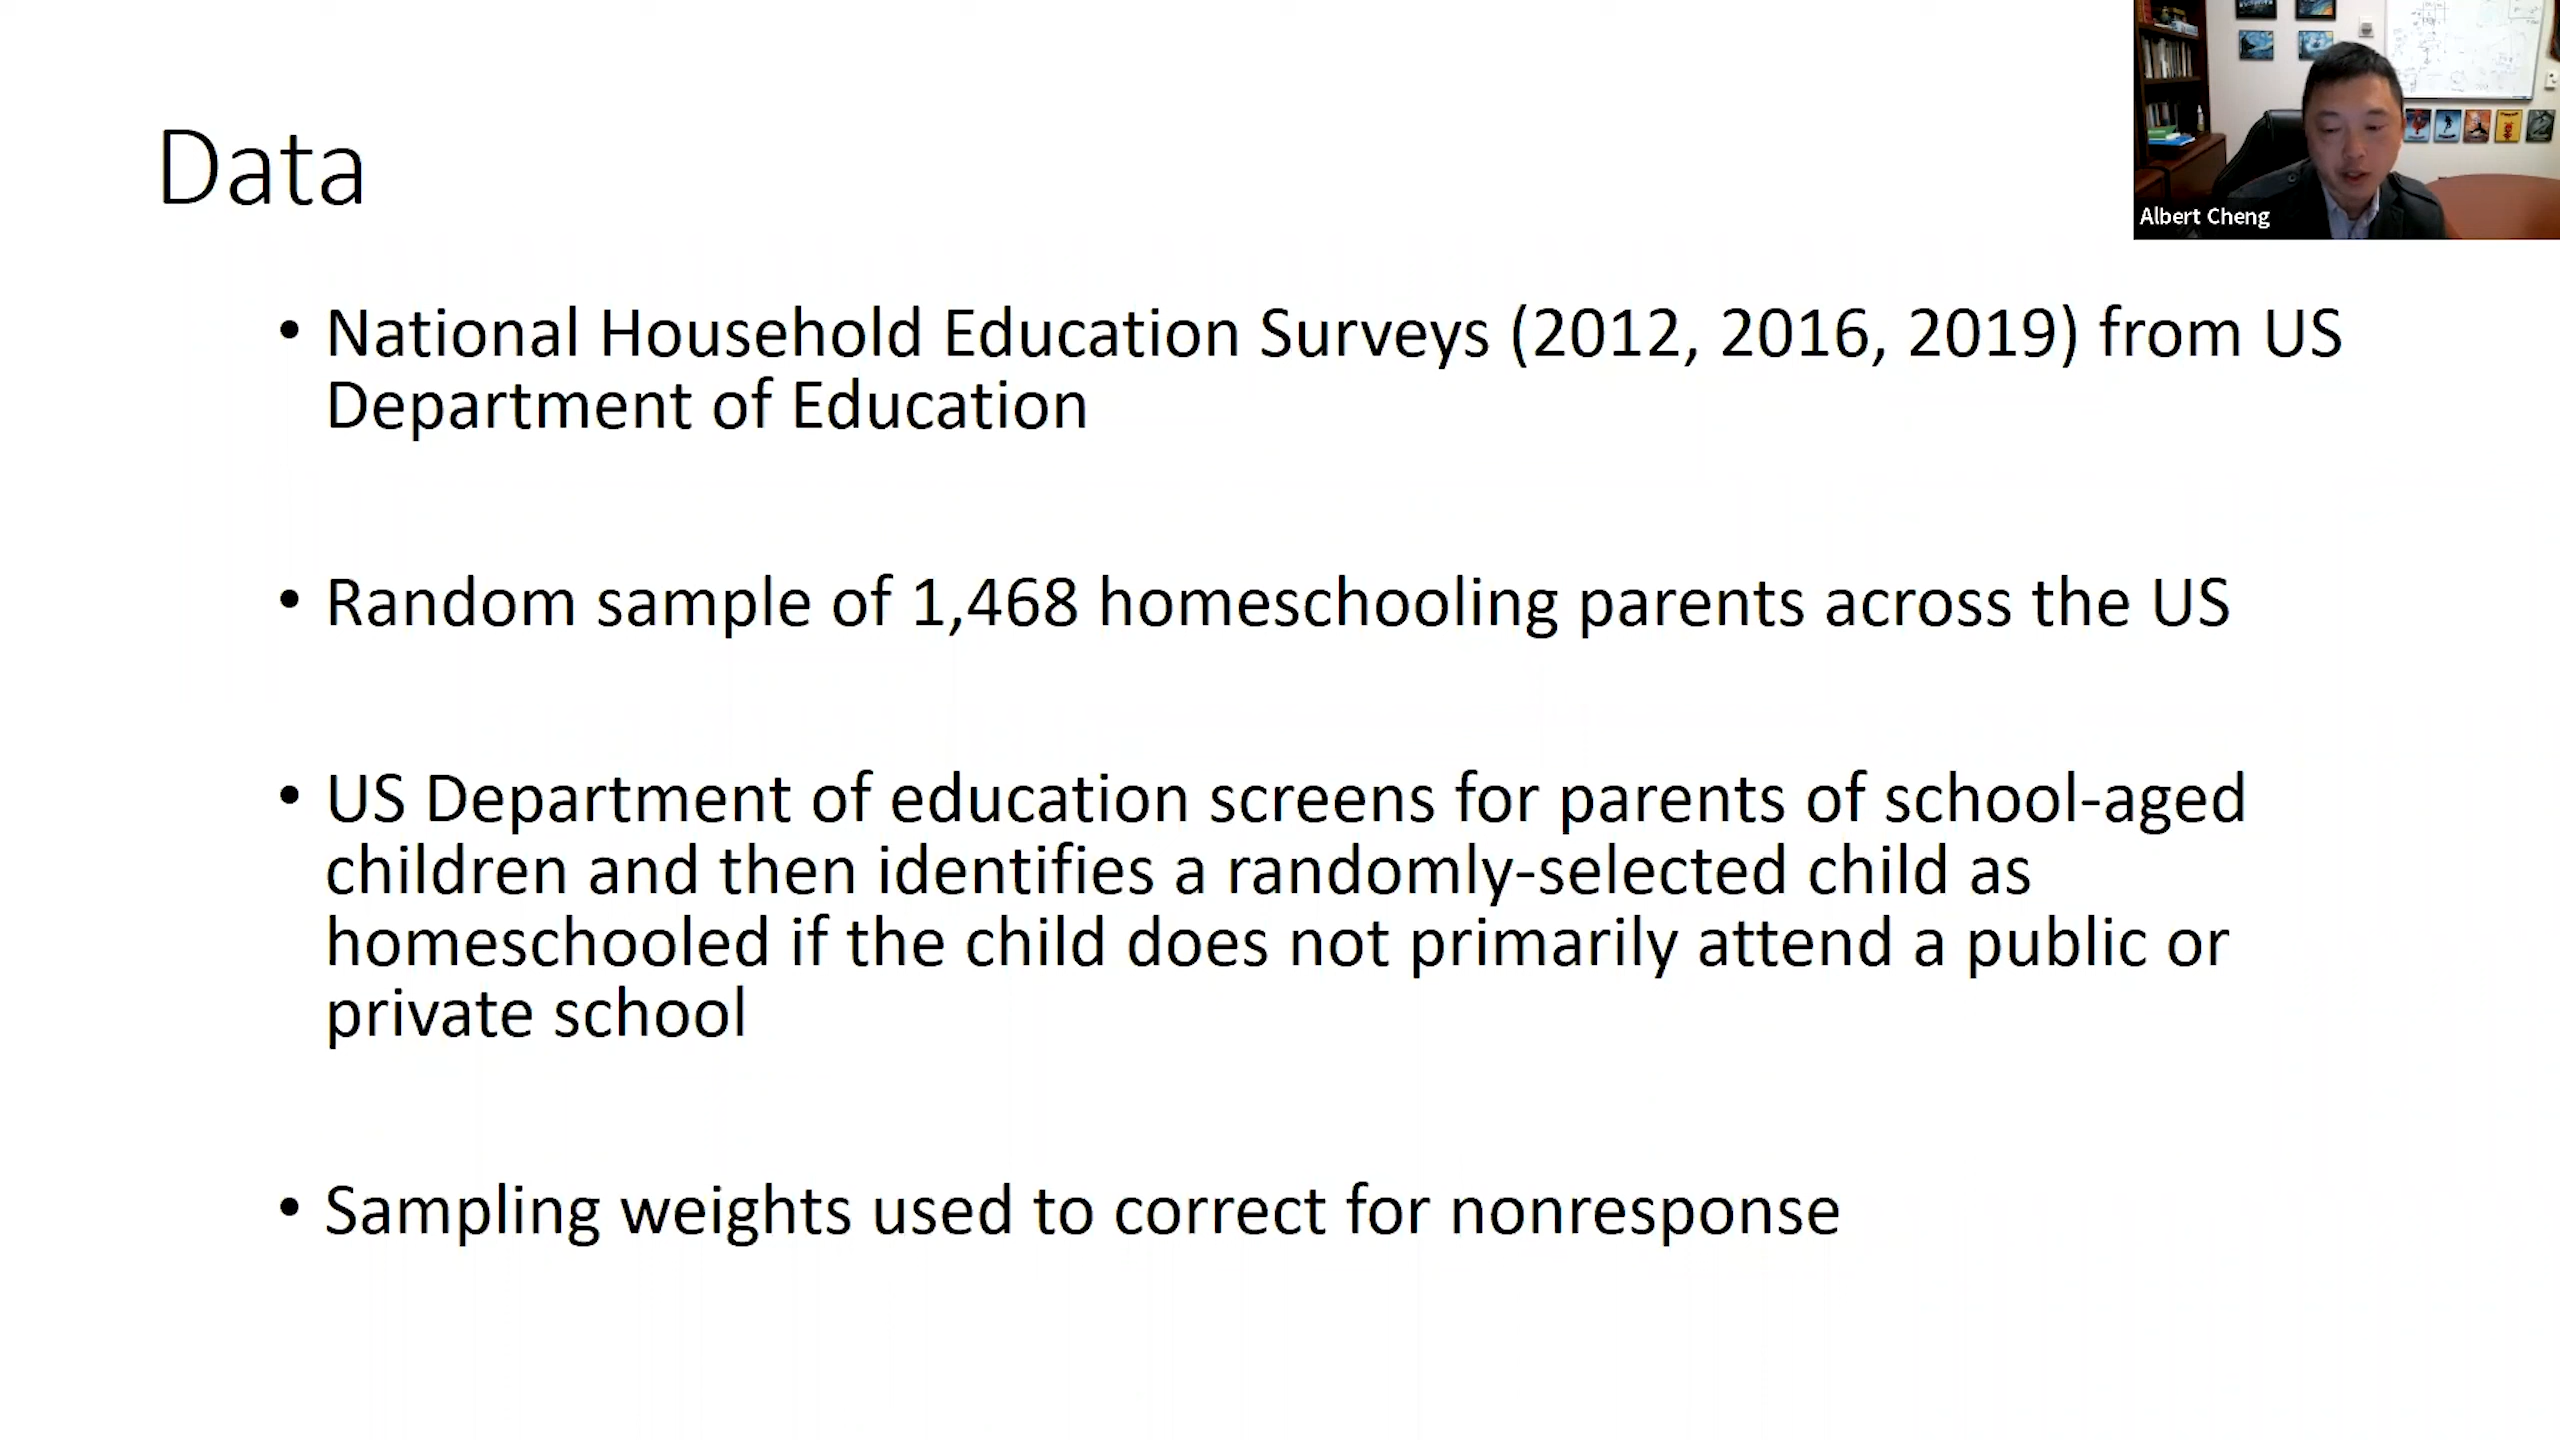 Data
Albert Cheng
• National Household Education Surveys (2012, 2016, 2019) from US
Department of Education
• Random sample of 1,468 homeschooling parents across the US
• US Department of education screens for parents of school-aged
children and then identifies a randomly-selected child as
homeschooled if the child does not primarily attend a public or
private school
• Sampling weights used to correct for nonresponse